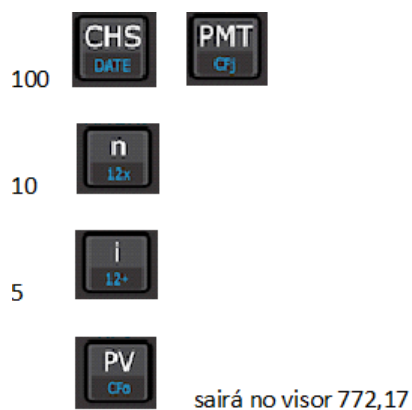 CHS PMT
100 DATE CFj
n
10 12x
i
5 12÷
PV
CFo sairá no visor 772,17